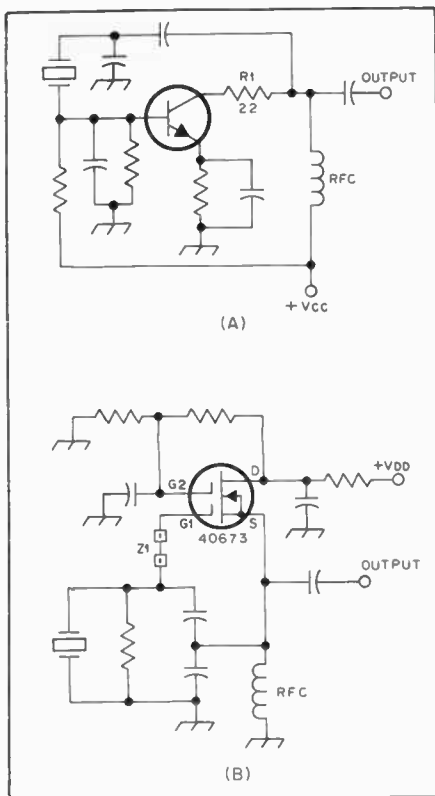 R1
22
OUTPUT
RFC
+VCC
(A)
D
+VDD
G2
G1
S
40673
Z1
OUTPUT
RFC
(B)